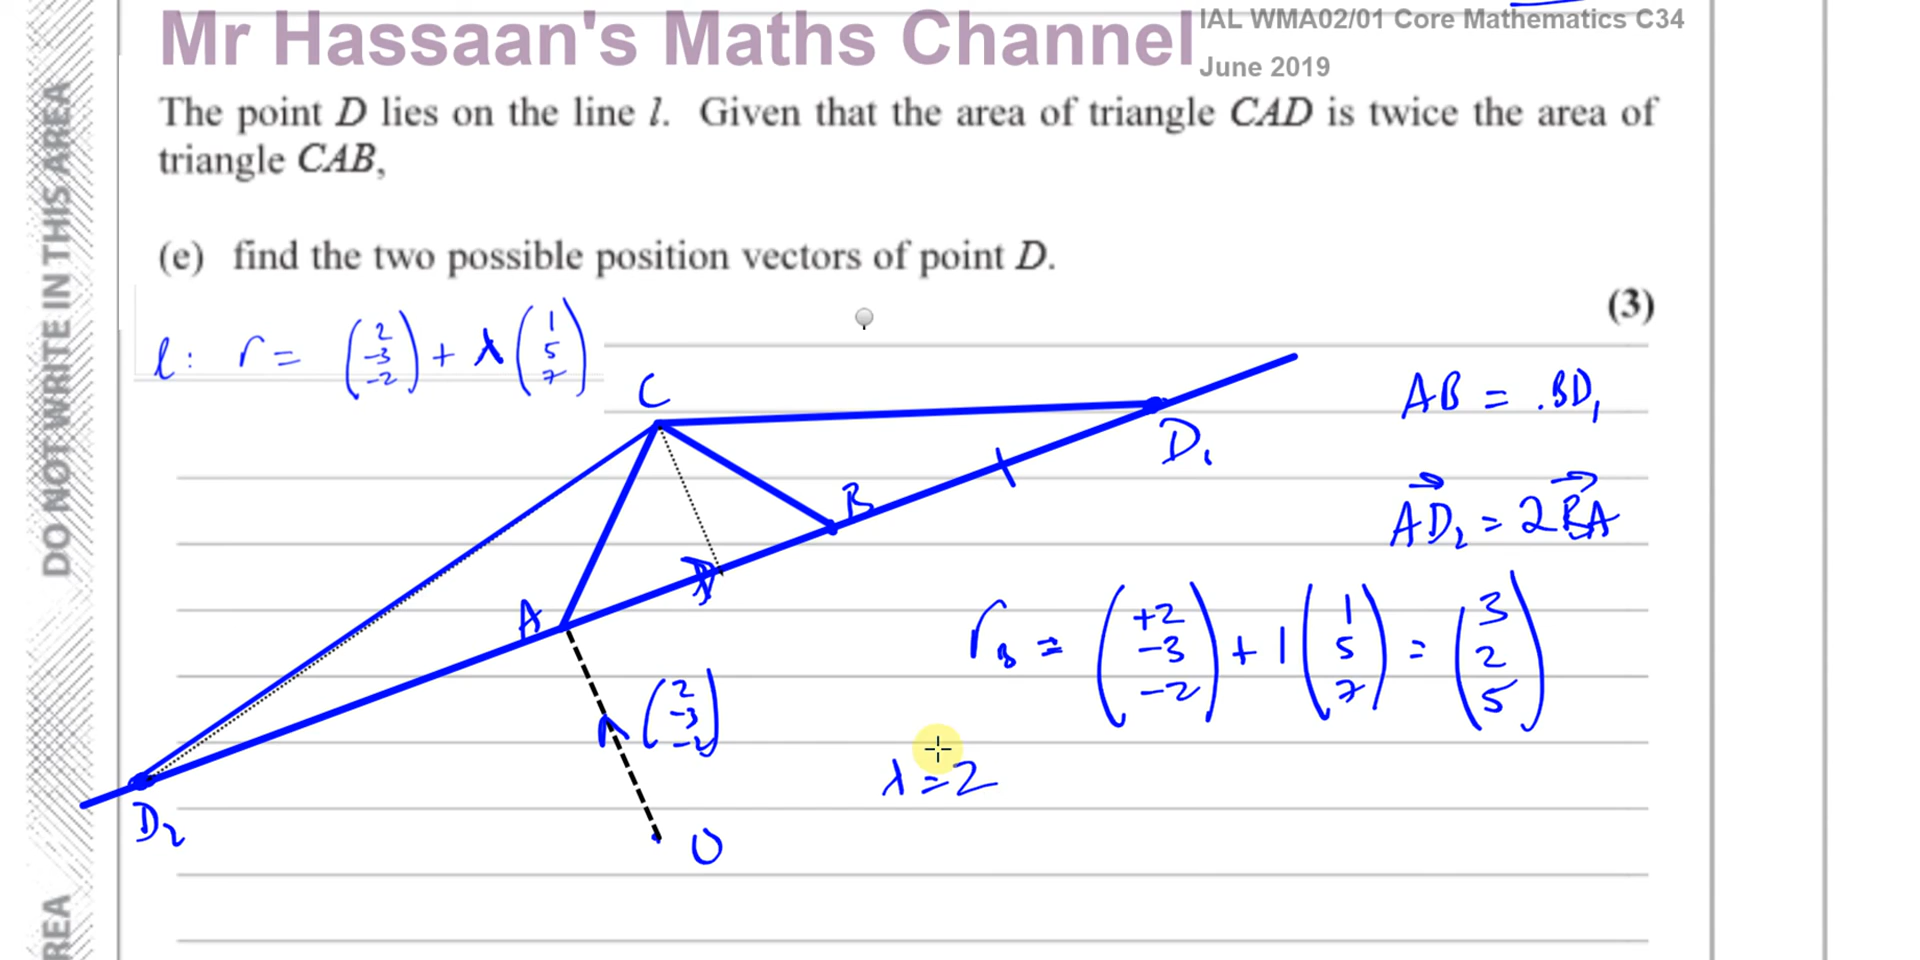 Mr Hassaan's Maths Channel
IAL WMA02/01 Core Mathematics C34
June 2019
The point D lies on the line l. Given that the area of triangle CAD is twice the area of
triangle CAB,
(e) find the two possible position vectors of point D.
(3)
l: r = (2 -3 -2) + λ (1 5 7)
C
AB = .BD₁
D₁
B
AD₂ = 2BA
A
r_B = (+2 -3 -2) + 1 (1 5 7) = (3 2 5)
(2 -3 -2)
λ = 2
D₂
O
DO NOT WRITE IN THIS AREA
REA